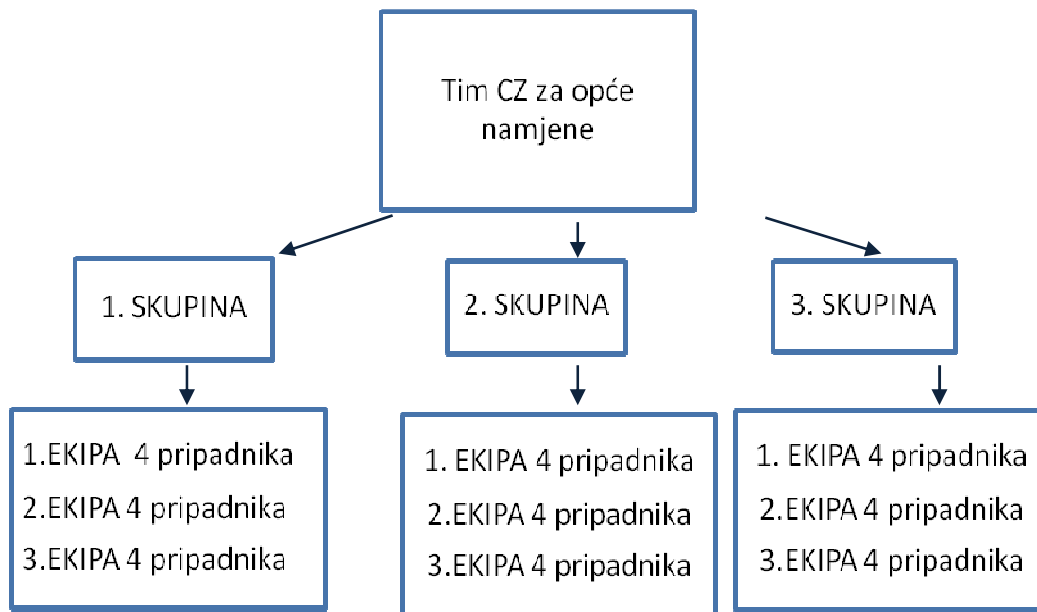 Tim CZ za opće
namjene
1. SKUPINA
2. SKUPINA
3. SKUPINA
1.EKIPA 4 pripadnika
2.EKIPA 4 pripadnika
3.EKIPA 4 pripadnika
1. EKIPA 4 pripadnika
2.EKIPA 4 pripadnika
3.EKIPA 4 pripadnika
1. EKIPA 4 pripadnika
2.EKIPA 4 pripadnika
3.EKIPA 4 pripadnika